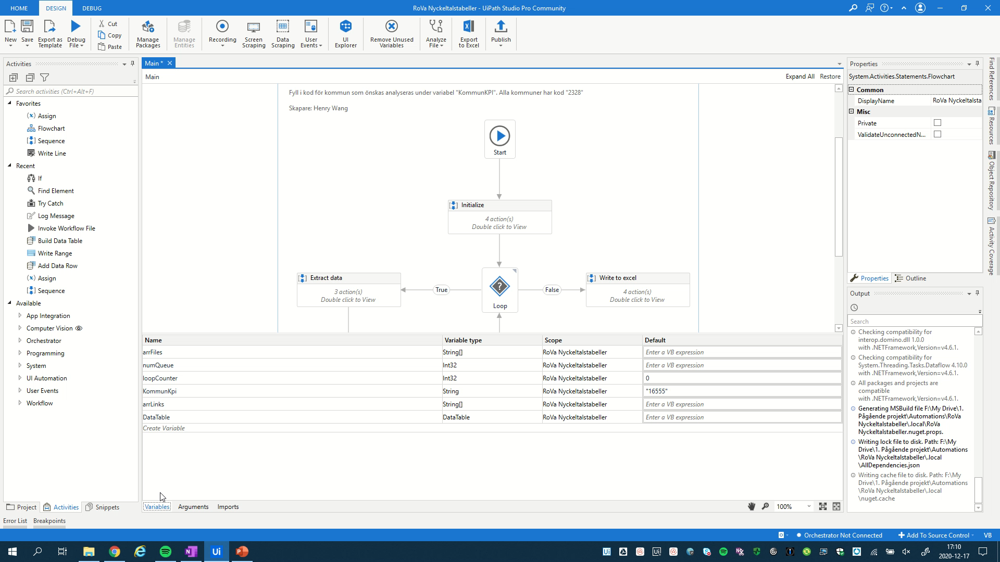 HOME
DESIGN
DEBUG
RoVa Nyckeltalstabeller - UiPath Studio Pro Community
New
Save
Export as
Template
Debug
File
Cut
Copy
Paste
Manage
Packages
Manage
Entities
Recording
Screen
Scraping
Data
Scraping
User
Events
UI
Explorer
Remove Unused
Variables
Analyze
File
Export
to Excel
Publish
Activities
Search activities (Ctrl+Alt+F)
Favorites
Assign
Flowchart
Sequence
Write Line
Recent
If
Find Element
Try Catch
Log Message
Invoke Workflow File
Build Data Table
Write Range
Add Data Row
Assign
Sequence
Available
App Integration
Computer Vision
Orchestrator
Programming
System
UI Automation
User Events
Workflow
Project
Activities
Snippets
Main *
Main
Expand All
Restore
Fyll i kod för kommun som önskas analyseras under variabel "KommunKPI". Alla kommuner har kod "2328"
Skapare: Henry Wang
Start
Initialize
4 action(s)
Double click to View
Extract data
3 action(s)
Double click to View
True
Loop
False
Write to excel
4 action(s)
Double click to View
Name Variable type Scope Default
arrFiles String[] RoVa Nyckeltalstabeller Enter a VB expression
numQueue Int32 RoVa Nyckeltalstabeller Enter a VB expression
loopCounter Int32 RoVa Nyckeltalstabeller 0
KommunKpi String RoVa Nyckeltalstabeller "16555"
arrLinks String[] RoVa Nyckeltalstabeller Enter a VB expression
DataTable DataTable RoVa Nyckeltalstabeller Enter a VB expression
Create Variable
Variables
Arguments
Imports
100%
Properties
System.Activities.Statements.Flowchart
Common
DisplayName RoVa Nyckeltalsta
Misc
Private
ValidateUnconnectedN...
Properties
Outline
Output
Search
Checking compatibility for
interop.domino.dll 1.0.0
with .NETFramework,Version=v4.6.1.
Checking compatibility for
System.Threading.Tasks.Dataflow 4.10.0
with .NETFramework,Version=v4.6.1.
All packages and projects are
compatible
with .NETFramework,Version=v4.6.1.
Generating MSBuild file F:\My Drive\1.
Pågående projekt\Automations\RoVa
Nyckeltalstabeller\.local\RoVa
Nyckeltalstabeller.nuget.props.
Writing lock file to disk. Path: F:\My
Drive\1. Pågående projekt\Automations
\RoVa Nyckeltalstabeller\.local
\AllDependencies.json
Writing cache file to disk. Path: F:\My
Drive\1. Pågående projekt\Automations
\RoVa Nyckeltalstabeller\.local
\nuget.cache
Find References
Resources
Object Repository
Activity Coverage
Error List
Breakpoints
Orchestrator Not Connected
Add To Source Control
VB
Ui
17:10
2020-12-17